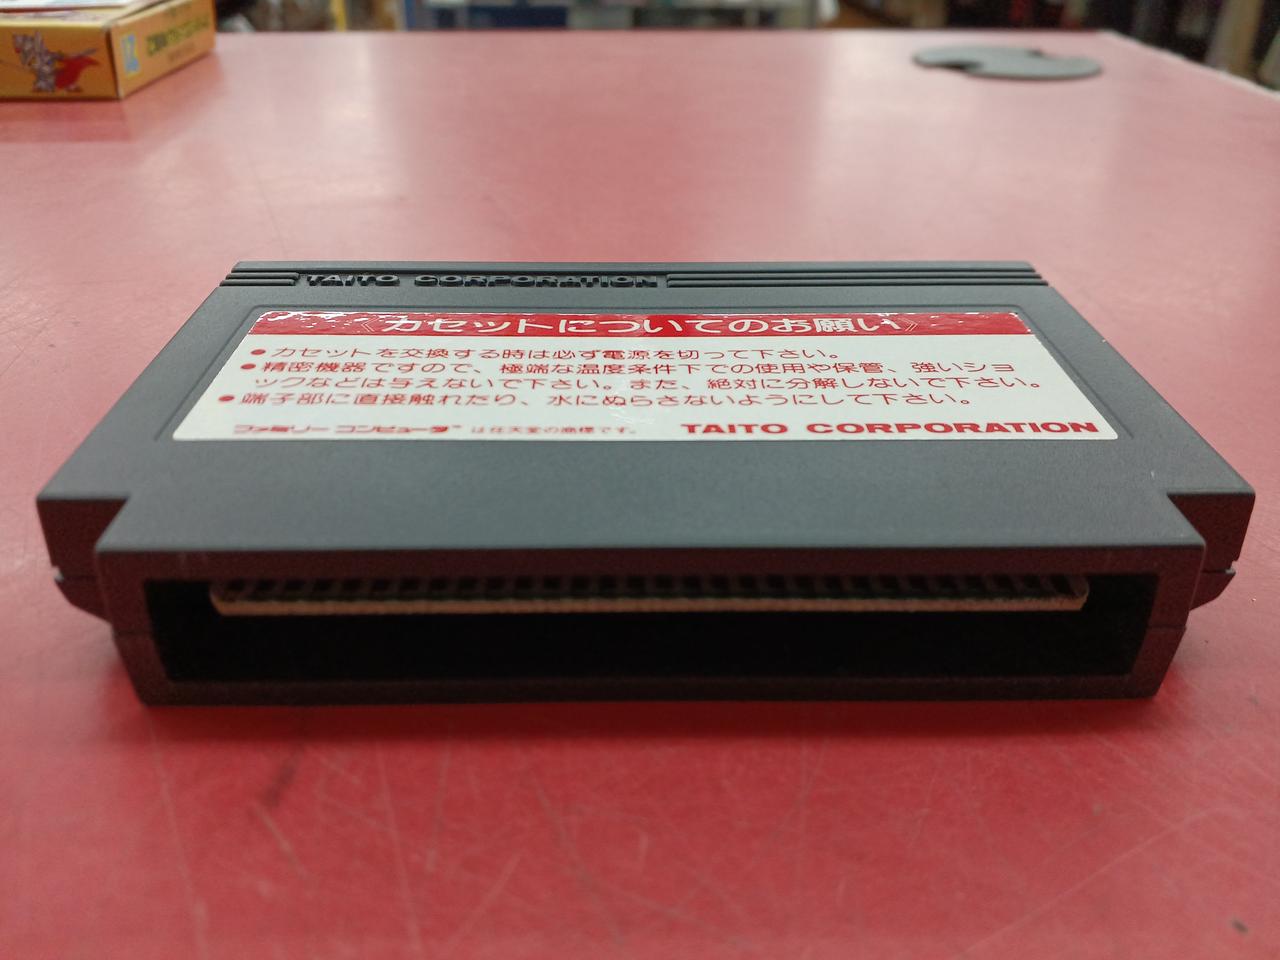 TAITO CORPORATION
《カセットについてのお願い》
●カセットを交換する時は必ず電源を切って下さい。
●精密機器ですので、極端な温度条件下での使用や保管、強いショ
ックなどは与えないで下さい。また、絶対に分解しないで下さい。
●端子部に直接触れたり、水にぬらさないようにして下さい。
ファミリーコンピュータ™ は任天堂の商標です。 TAITO CORPORATION